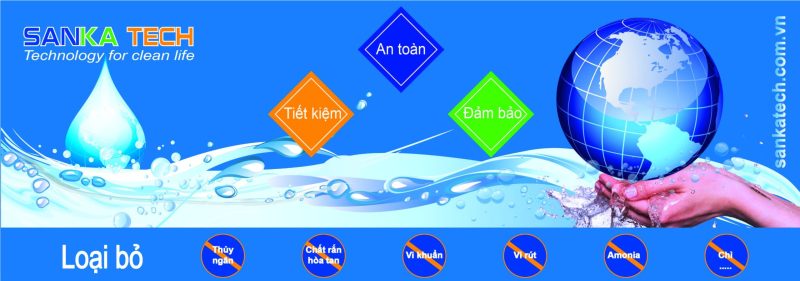 SANKA TECH
Technology for clean life
An toàn
Tiết kiệm
Đảm bảo
sankatech.com.vn
Loại bỏ
Thủy
ngân
Chất rắn
hòa tan
Vi khuẩn
Vi rút
Amonia
Chì
.....